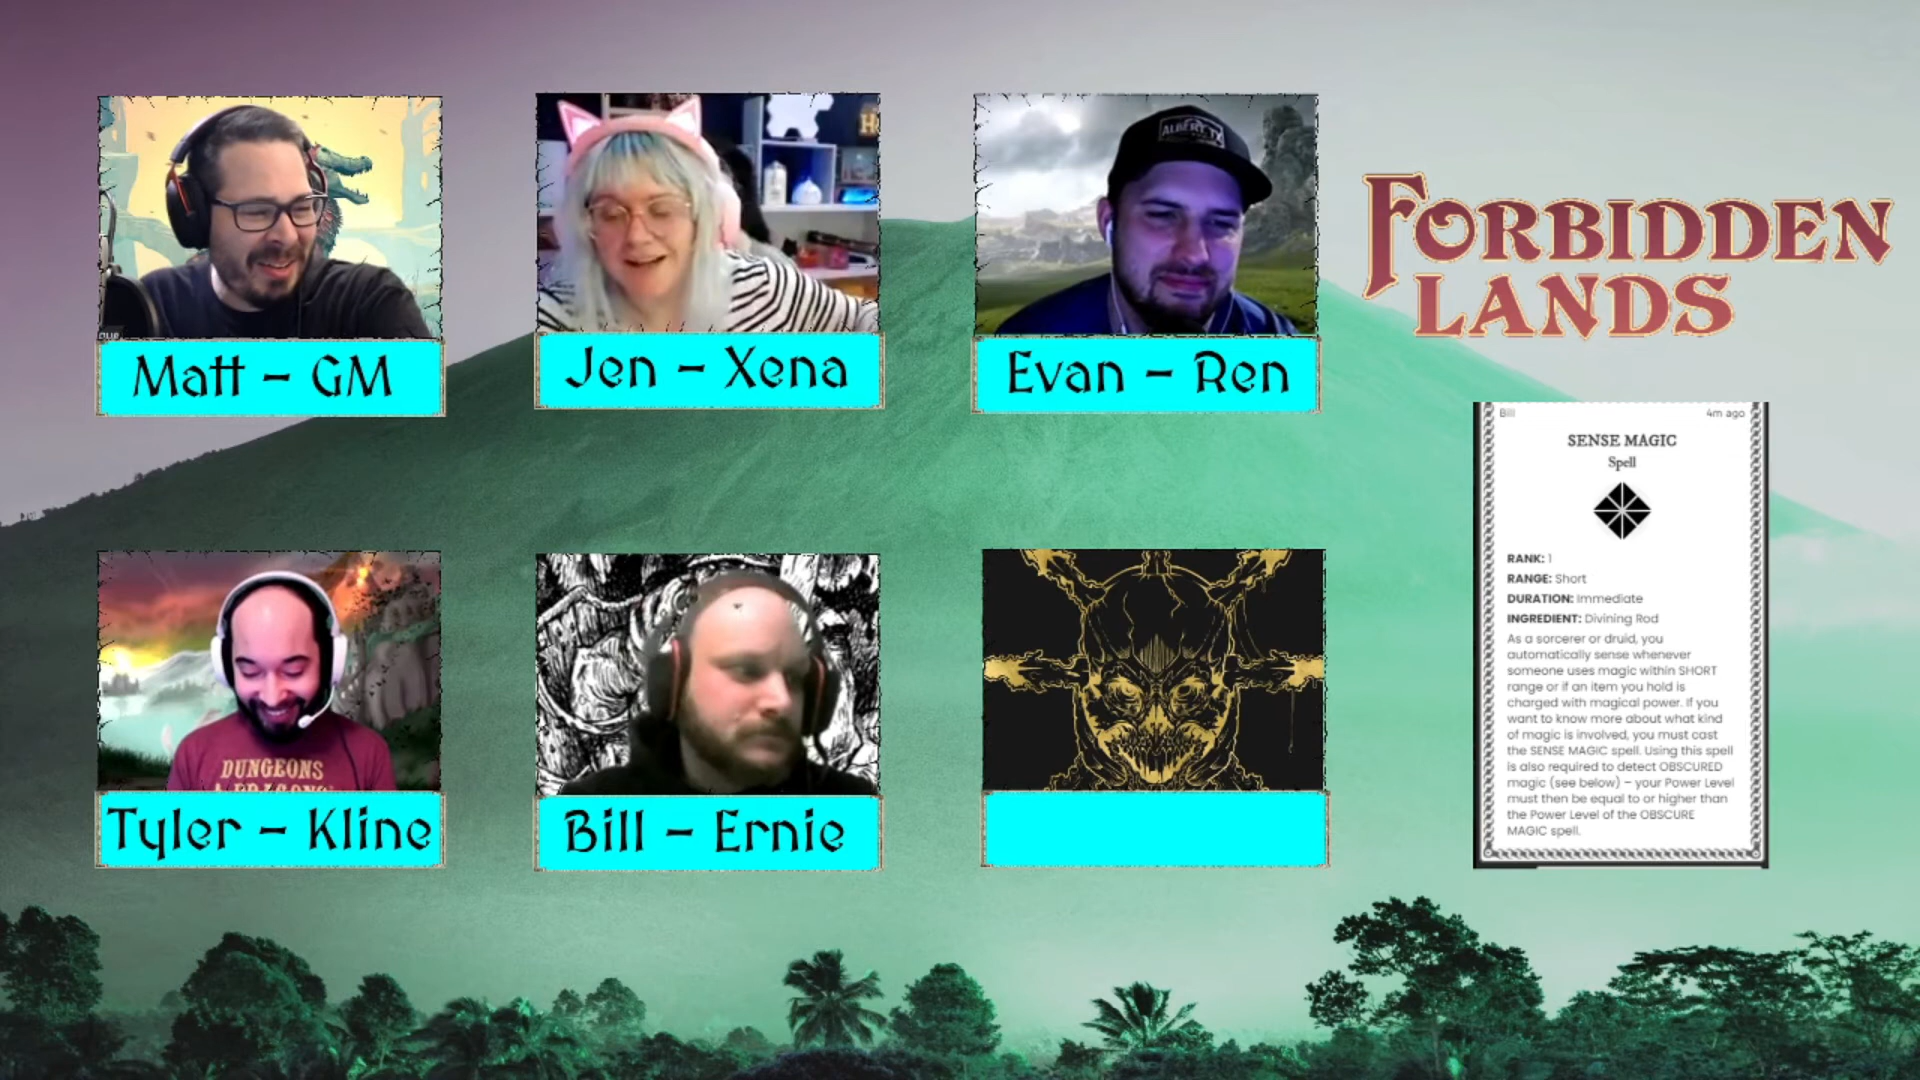 FORBIDDEN
LANDS
ALBERT, TX
Matt – GM
Jen – Xena
Evan – Ren
Bill
4m ago
SENSE MAGIC
Spell
RANK: 1
RANGE: Short
DURATION: Immediate
INGREDIENT: Divining Rod
As a sorcerer or druid, you
automatically sense whenever
someone uses magic within SHORT
range or if an item you hold is
charged with magical power. If you
want to know more about what kind
of magic is involved, you must cast
the SENSE MAGIC spell. Using this spell
is also required to detect OBSCURED
magic (see below) – your Power Level
must then be equal to or higher than
the Power Level of the OBSCURE
MAGIC spell.
DUNGEONS
& DRAGONS
Tyler – Kline
Bill – Ernie